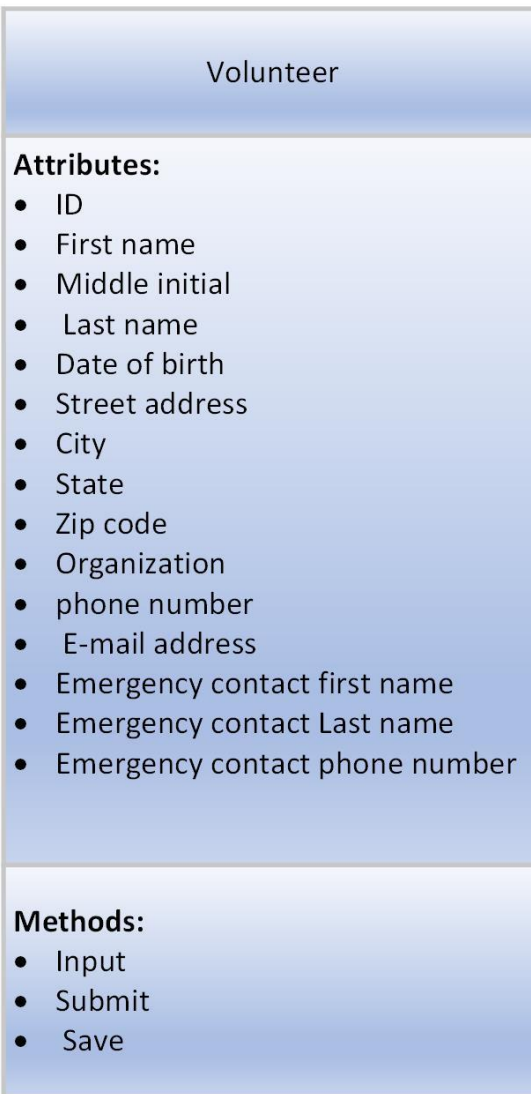 Volunteer
Attributes:
• ID
• First name
• Middle initial
• Last name
• Date of birth
• Street address
• City
• State
• Zip code
• Organization
• phone number
• E-mail address
• Emergency contact first name
• Emergency contact Last name
• Emergency contact phone number
Methods:
• Input
• Submit
• Save